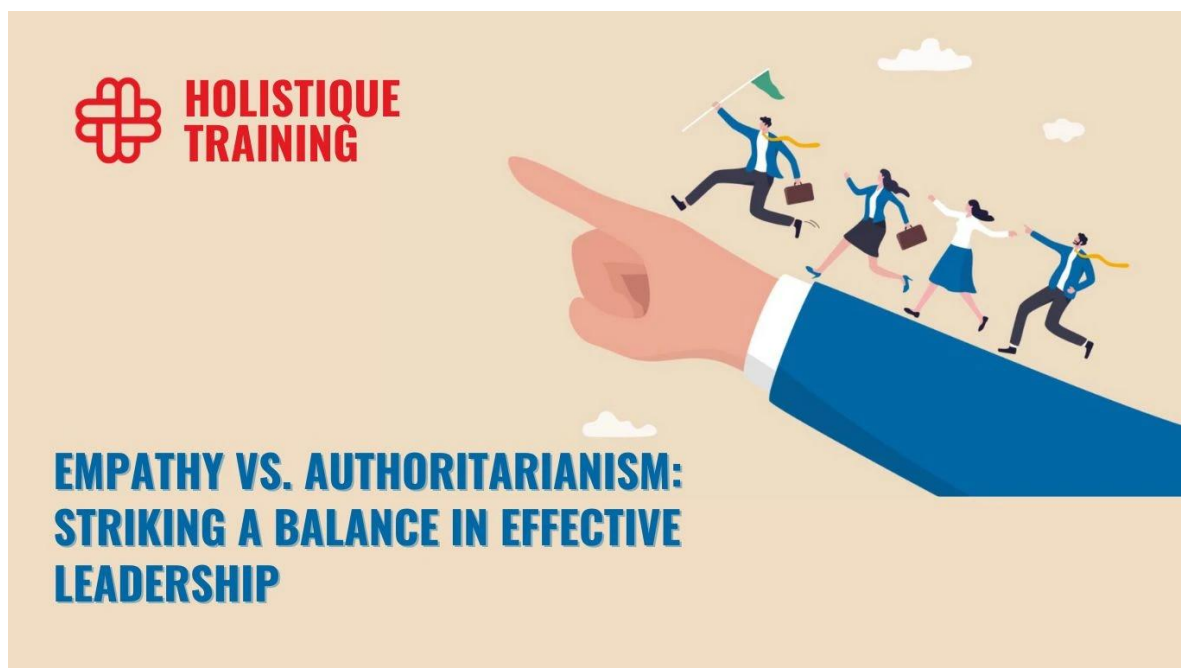 HOLISTIQUE
TRAINING
EMPATHY VS. AUTHORITARIANISM:
STRIKING A BALANCE IN EFFECTIVE
LEADERSHIP